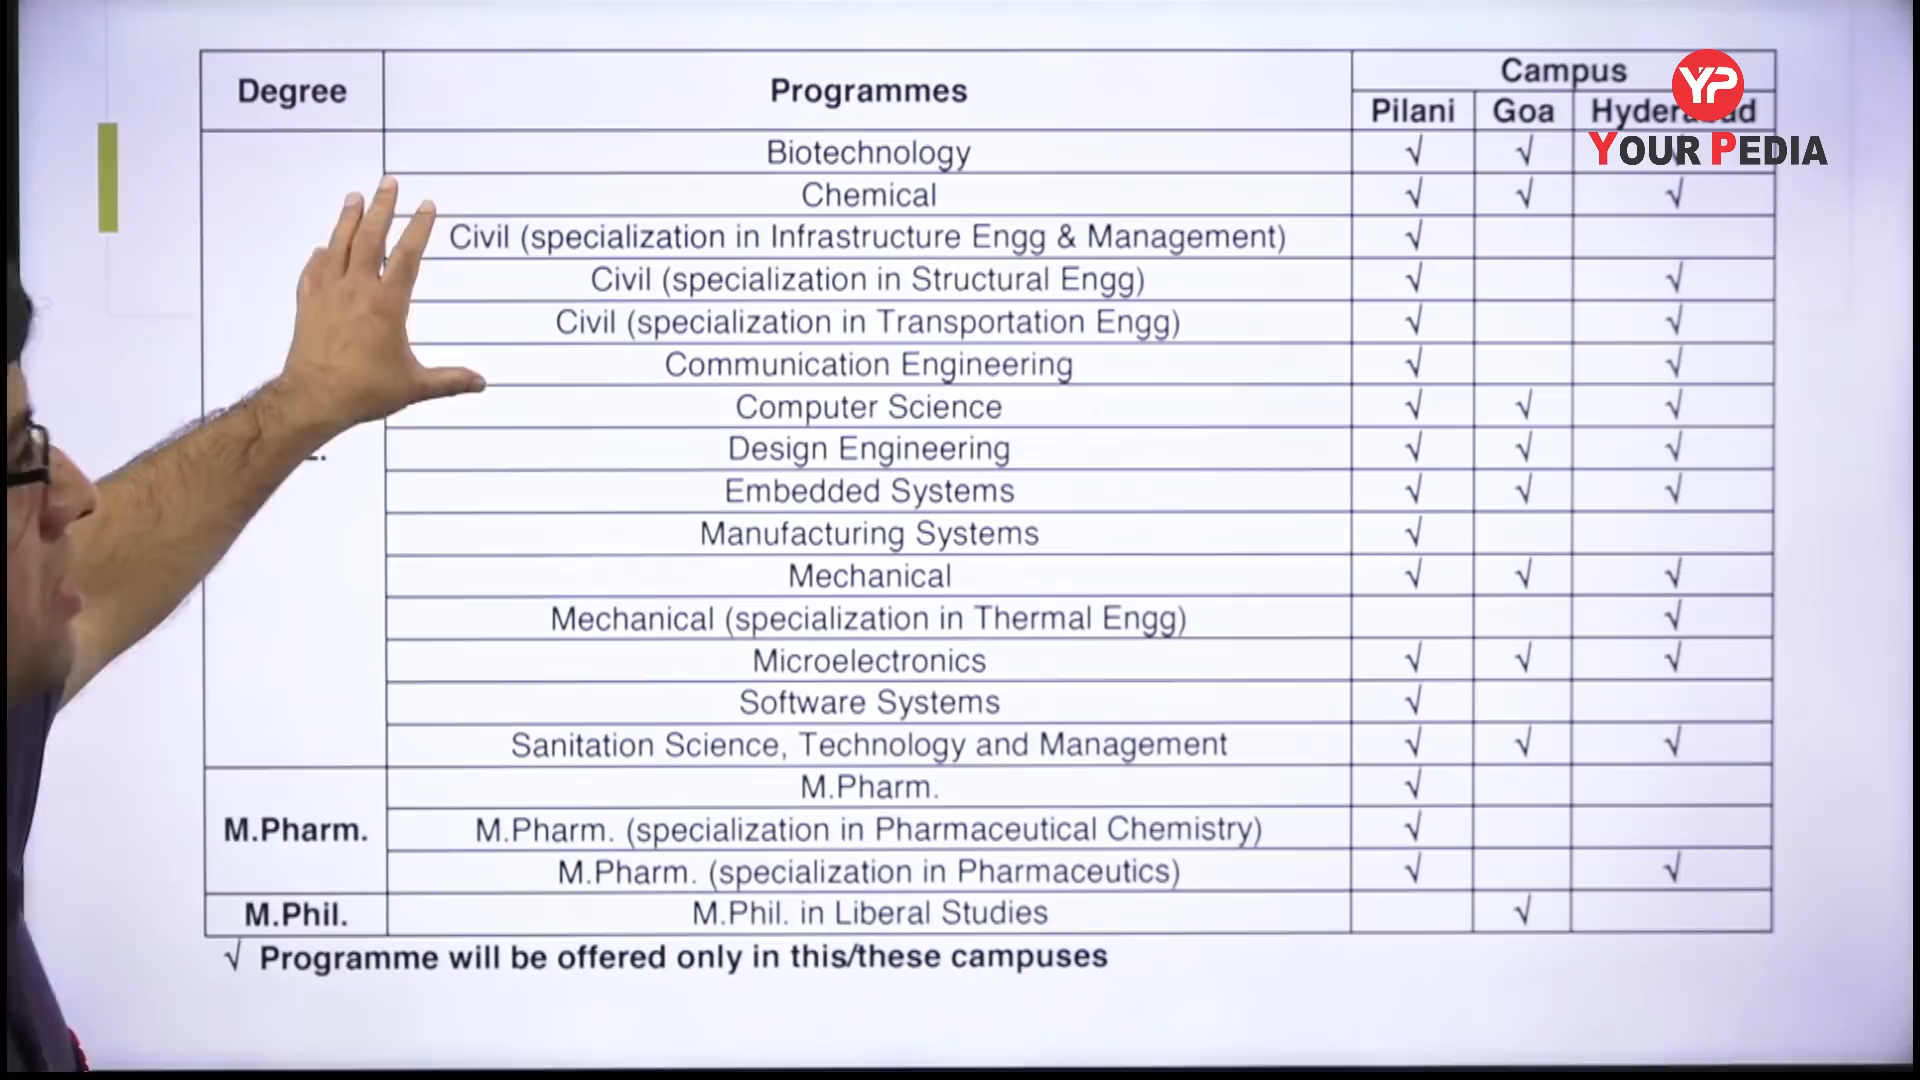 Degree Programmes Campus
Pilani Goa Hyderabad
YP
YOUR PEDIA
Biotechnology √ √
Chemical √ √ √
Civil (specialization in Infrastructure Engg & Management) √
Civil (specialization in Structural Engg) √ √
Civil (specialization in Transportation Engg) √ √
Communication Engineering √ √
Computer Science √ √ √
Design Engineering √ √ √
Embedded Systems √ √ √
Manufacturing Systems √
Mechanical √ √ √
Mechanical (specialization in Thermal Engg) √
Microelectronics √ √ √
Software Systems √
Sanitation Science, Technology and Management √ √ √
M.Pharm. √
M.Pharm. M.Pharm. (specialization in Pharmaceutical Chemistry) √
M.Pharm. (specialization in Pharmaceutics) √ √
M.Phil. M.Phil. in Liberal Studies √
√ Programme will be offered only in this/these campuses